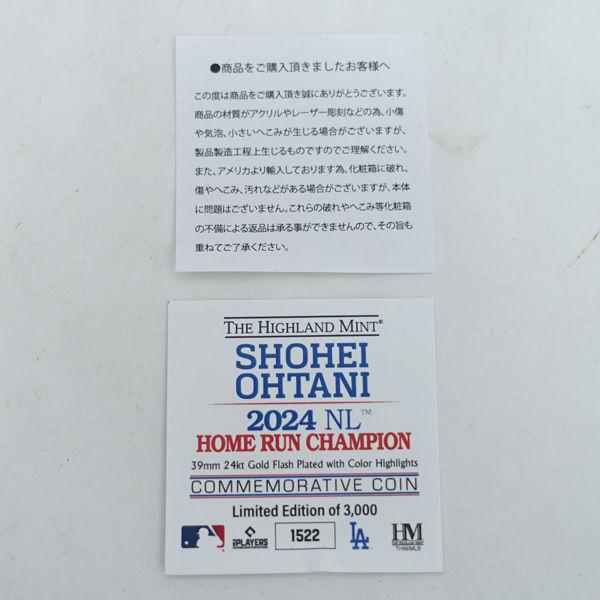 ●商品をご購入頂きましたお客様へ
この度は商品をご購入頂き誠にありがとうございます。
商品の材質がアクリルやレーザー彫刻などの為、小傷
や気泡、小さいへこみが生じる場合がございますが、
製品製造工程上生じるものですのでご理解ください。
また、アメリカより輸入しております為、化粧箱に破れ、
傷やへこみ、汚れなどがある場合がございますが、本体
に問題はございません。これらの破れやへこみ等化粧箱
の不備による返品は承る事ができませんので、その旨も
重ねてご了承ください。
THE HIGHLAND MINT®
SHOHEI
OHTANI
2024 NL™
HOME RUN CHAMPION
39mm 24kt Gold Flash Plated with Color Highlights
COMMEMORATIVE COIN
Limited Edition of 3,000
PLAYERS
1522
LA
HM
THM/MLB